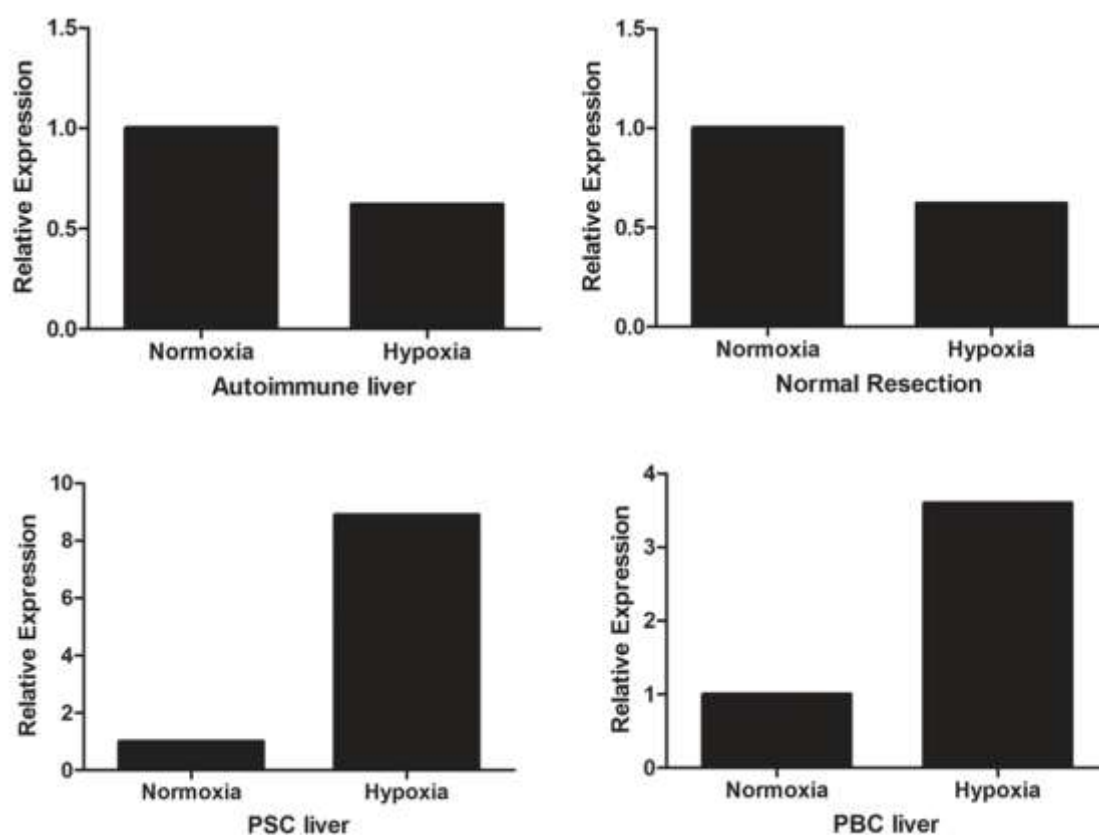 Relative Expression
1.5
1.0
0.5
0.0
Normoxia Hypoxia
Autoimmune liver
Relative Expression
1.5
1.0
0.5
0.0
Normoxia Hypoxia
Normal Resection
Relative Expression
10
8
6
4
2
0
Normoxia Hypoxia
PSC liver
Relative Expression
4
3
2
1
0
Normoxia Hypoxia
PBC liver